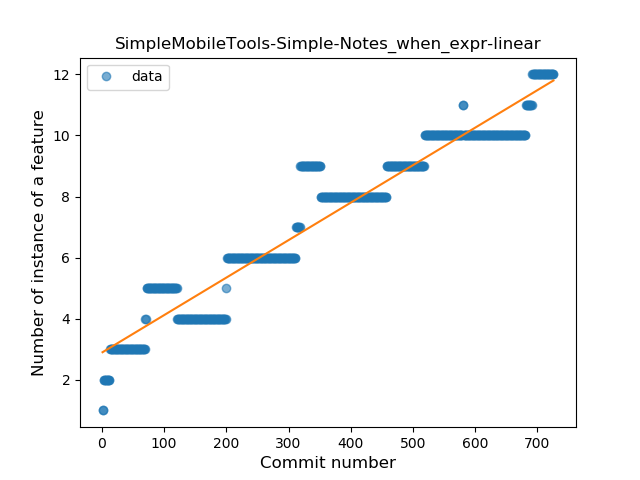 SimpleMobileTools-Simple-Notes_when_expr-linear
data
Number of instance of a feature
12
10
8
6
4
2
0 100 200 300 400 500 600 700
Commit number